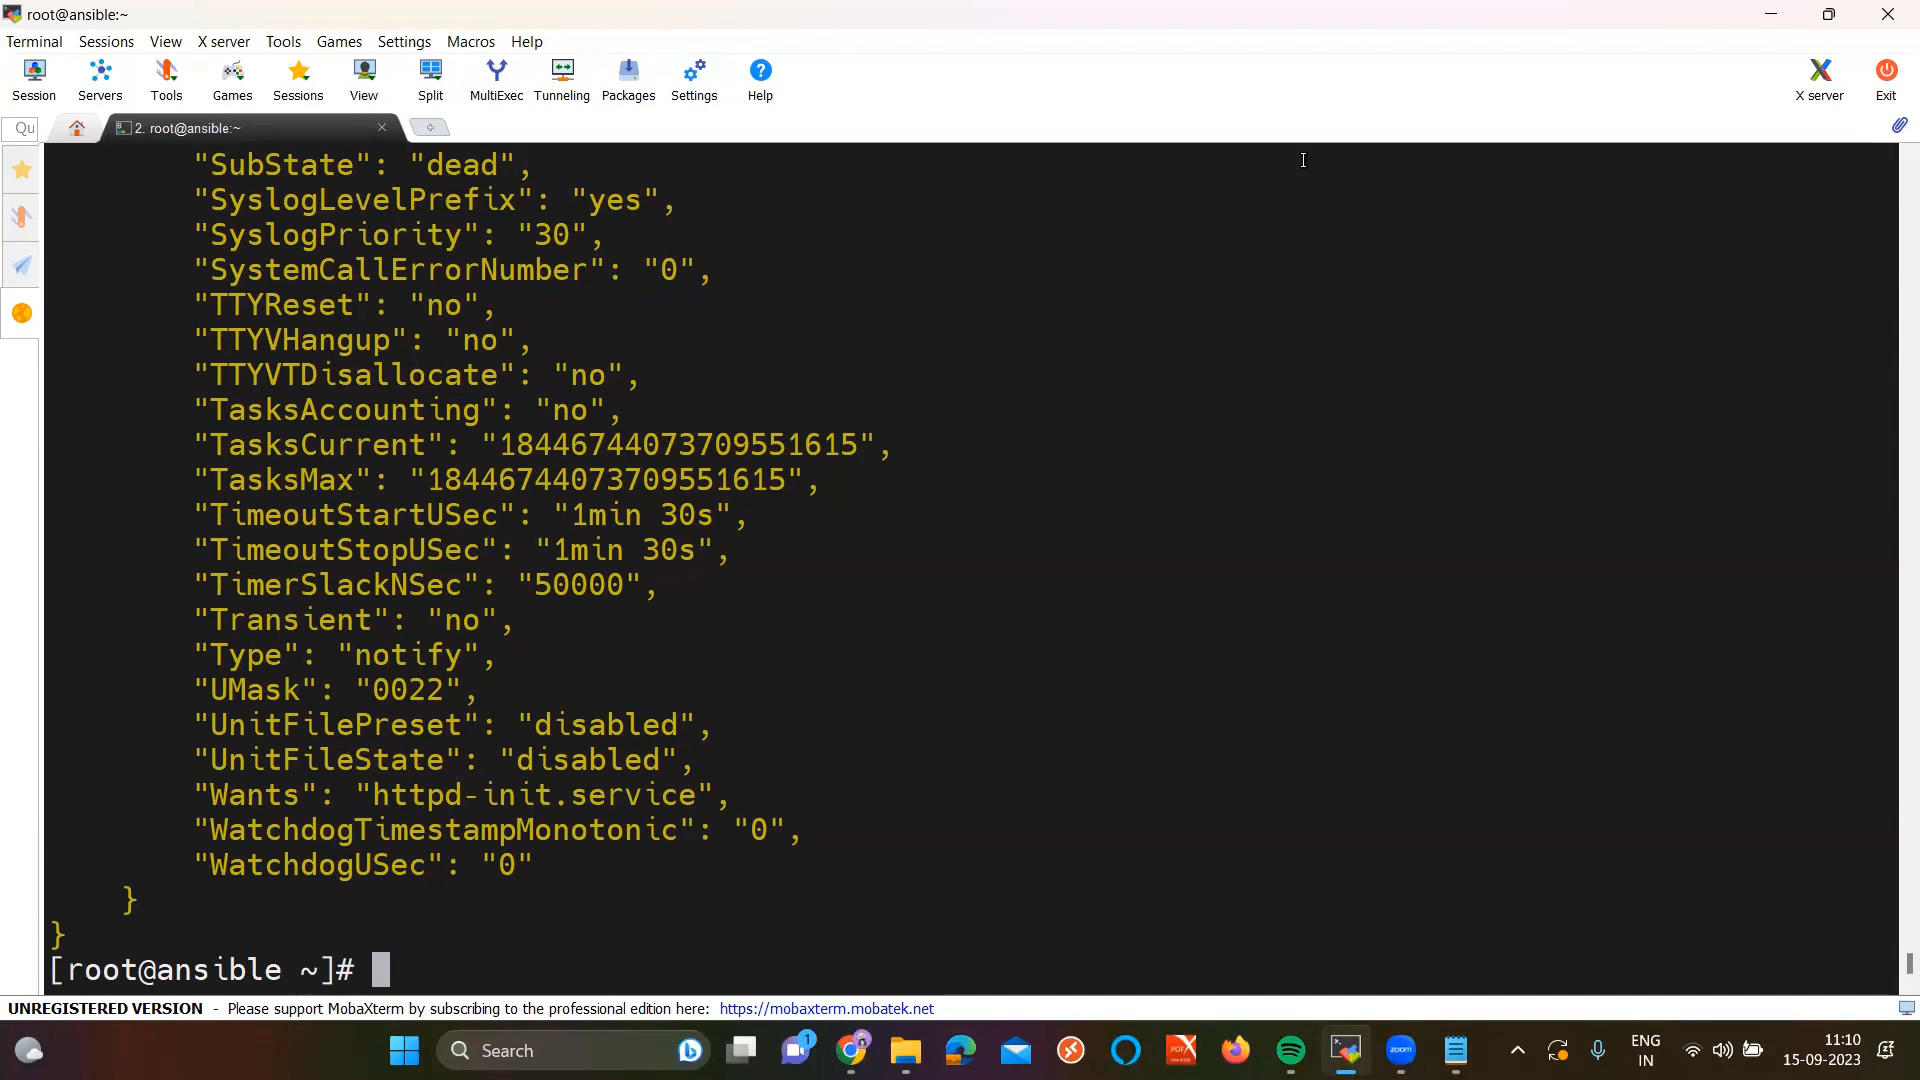 root@ansible:~
Terminal Sessions View X server Tools Games Settings Macros Help
Session Servers Tools Games Sessions View Split MultiExec Tunneling Packages Settings Help X server Exit
Qu 2. root@ansible:~
"SubState": "dead",
"SyslogLevelPrefix": "yes",
"SyslogPriority": "30",
"SystemCallErrorNumber": "0",
"TTYReset": "no",
"TTYVHangup": "no",
"TTYVTDisallocate": "no",
"TasksAccounting": "no",
"TasksCurrent": "18446744073709551615",
"TasksMax": "18446744073709551615",
"TimeoutStartUSec": "1min 30s",
"TimeoutStopUSec": "1min 30s",
"TimerSlackNSec": "50000",
"Transient": "no",
"Type": "notify",
"UMask": "0022",
"UnitFilePreset": "disabled",
"UnitFileState": "disabled",
"Wants": "httpd-init.service",
"WatchdogTimestampMonotonic": "0",
"WatchdogUSec": "0"
}
}
[root@ansible ~]#
UNREGISTERED VERSION - Please support MobaXterm by subscribing to the professional edition here: https://mobaxterm.mobatek.net
Search 1 zoom ENG 11:10
IN 15-09-2023